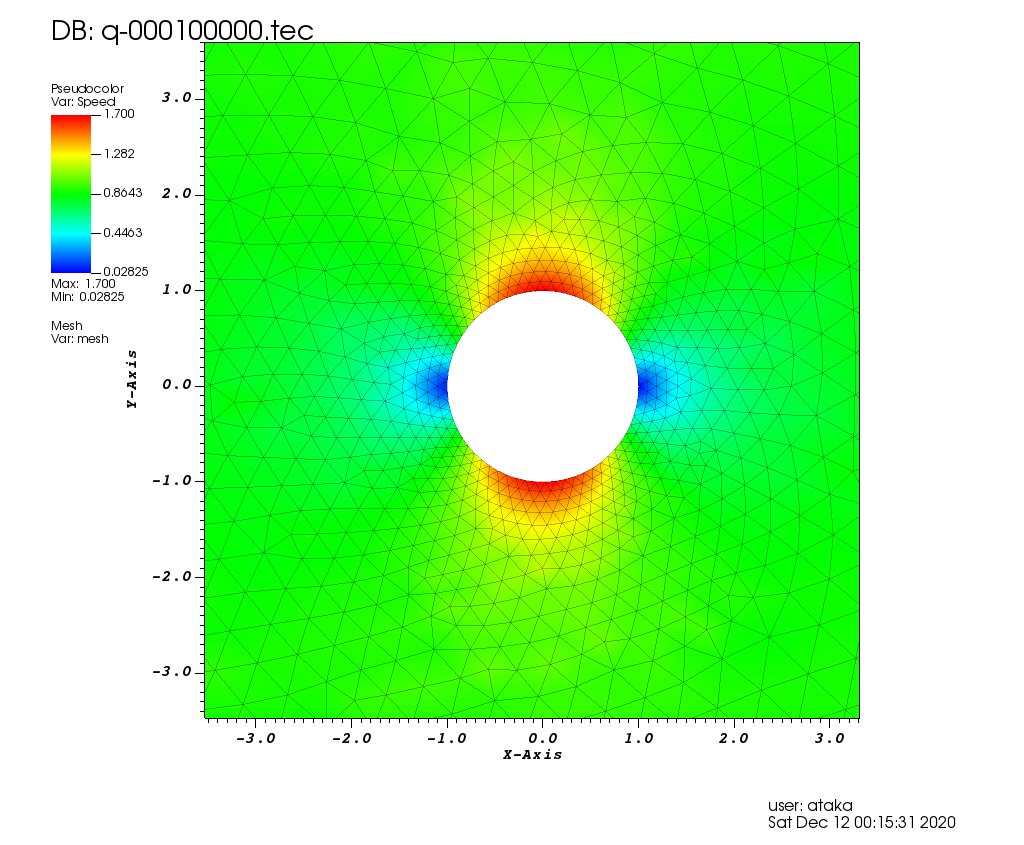 DB: q-000100000.tec
Pseudocolor
Var: Speed
1.700
1.282
0.8643
0.4463
0.02825
Max: 1.700
Min: 0.02825
Mesh
Var: mesh
3.0
2.0
1.0
0.0
-1.0
-2.0
-3.0
Y-Axis
-3.0 -2.0 -1.0 0.0 1.0 2.0 3.0
X-Axis
user: ataka
Sat Dec 12 00:15:31 2020